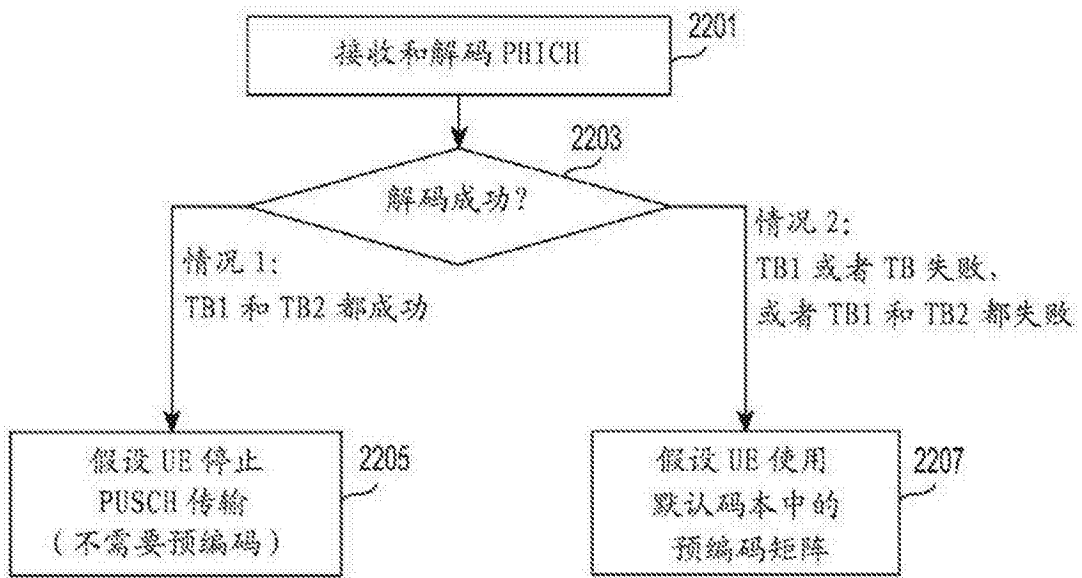 2201
接收和解码 PHICH
2203
解码成功?
情况 1:
TB1 和 TB2 都成功
情况 2:
TB1 或者 TB 失败、
或者 TB1 和 TB2 都失败
假设 UE 停止
PUSCH 传输
(不需要预编码)
2205
假设 UE 使用
默认码本中的
预编码矩阵
2207